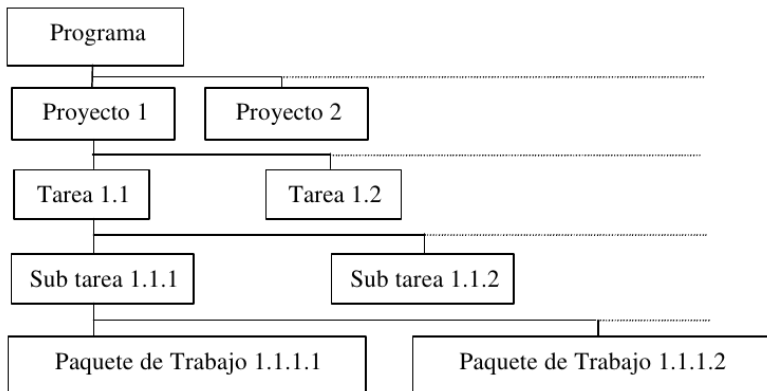 Programa
Proyecto 1
Proyecto 2
Tarea 1.1
Tarea 1.2
Sub tarea 1.1.1
Sub tarea 1.1.2
Paquete de Trabajo 1.1.1.1
Paquete de Trabajo 1.1.1.2